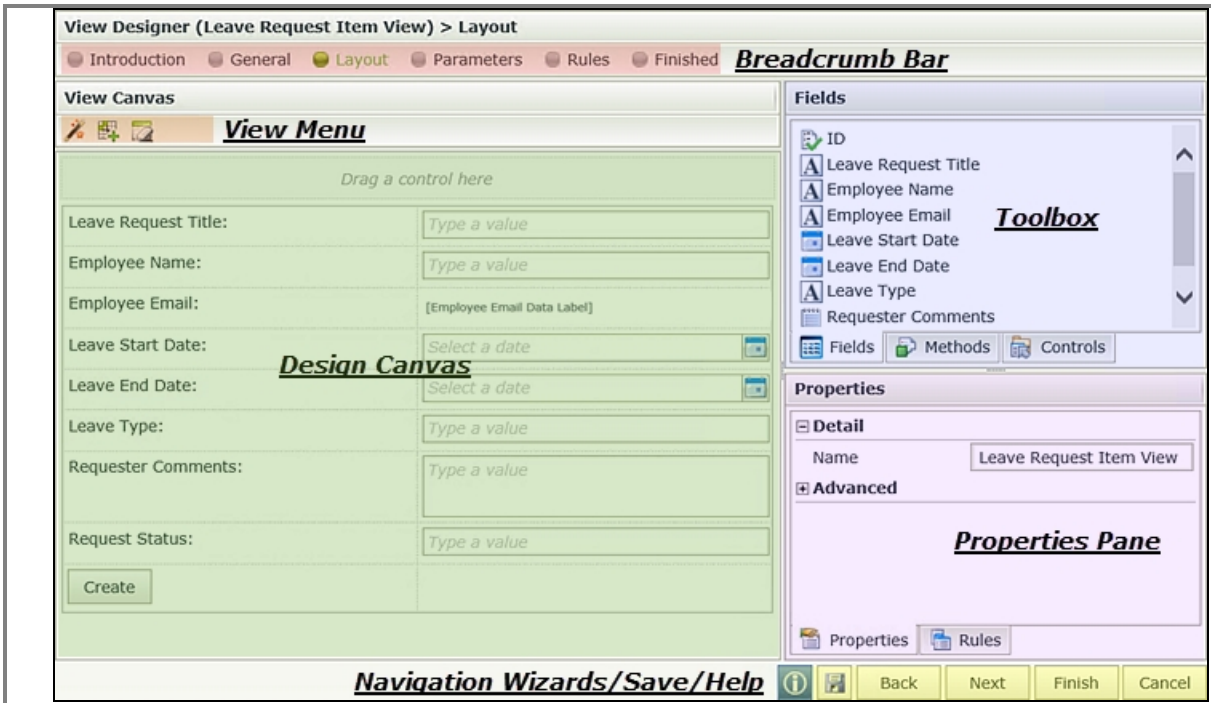 View Designer (Leave Request Item View) > Layout
Introduction General Layout Parameters Rules Finished Breadcrumb Bar
View Canvas
View Menu
Drag a control here
Leave Request Title: Type a value
Employee Name: Type a value
Employee Email: [Employee Email Data Label]
Leave Start Date: Select a date
Design Canvas
Leave End Date: Select a date
Leave Type: Type a value
Requester Comments: Type a value
Request Status: Type a value
Create
Fields
ID
Leave Request Title
Employee Name
Employee Email
Toolbox
Leave Start Date
Leave End Date
Leave Type
Requester Comments
Fields Methods Controls
Properties
Detail
Name Leave Request Item View
Advanced
Properties Pane
Properties Rules
Navigation Wizards/Save/Help Back Next Finish Cancel